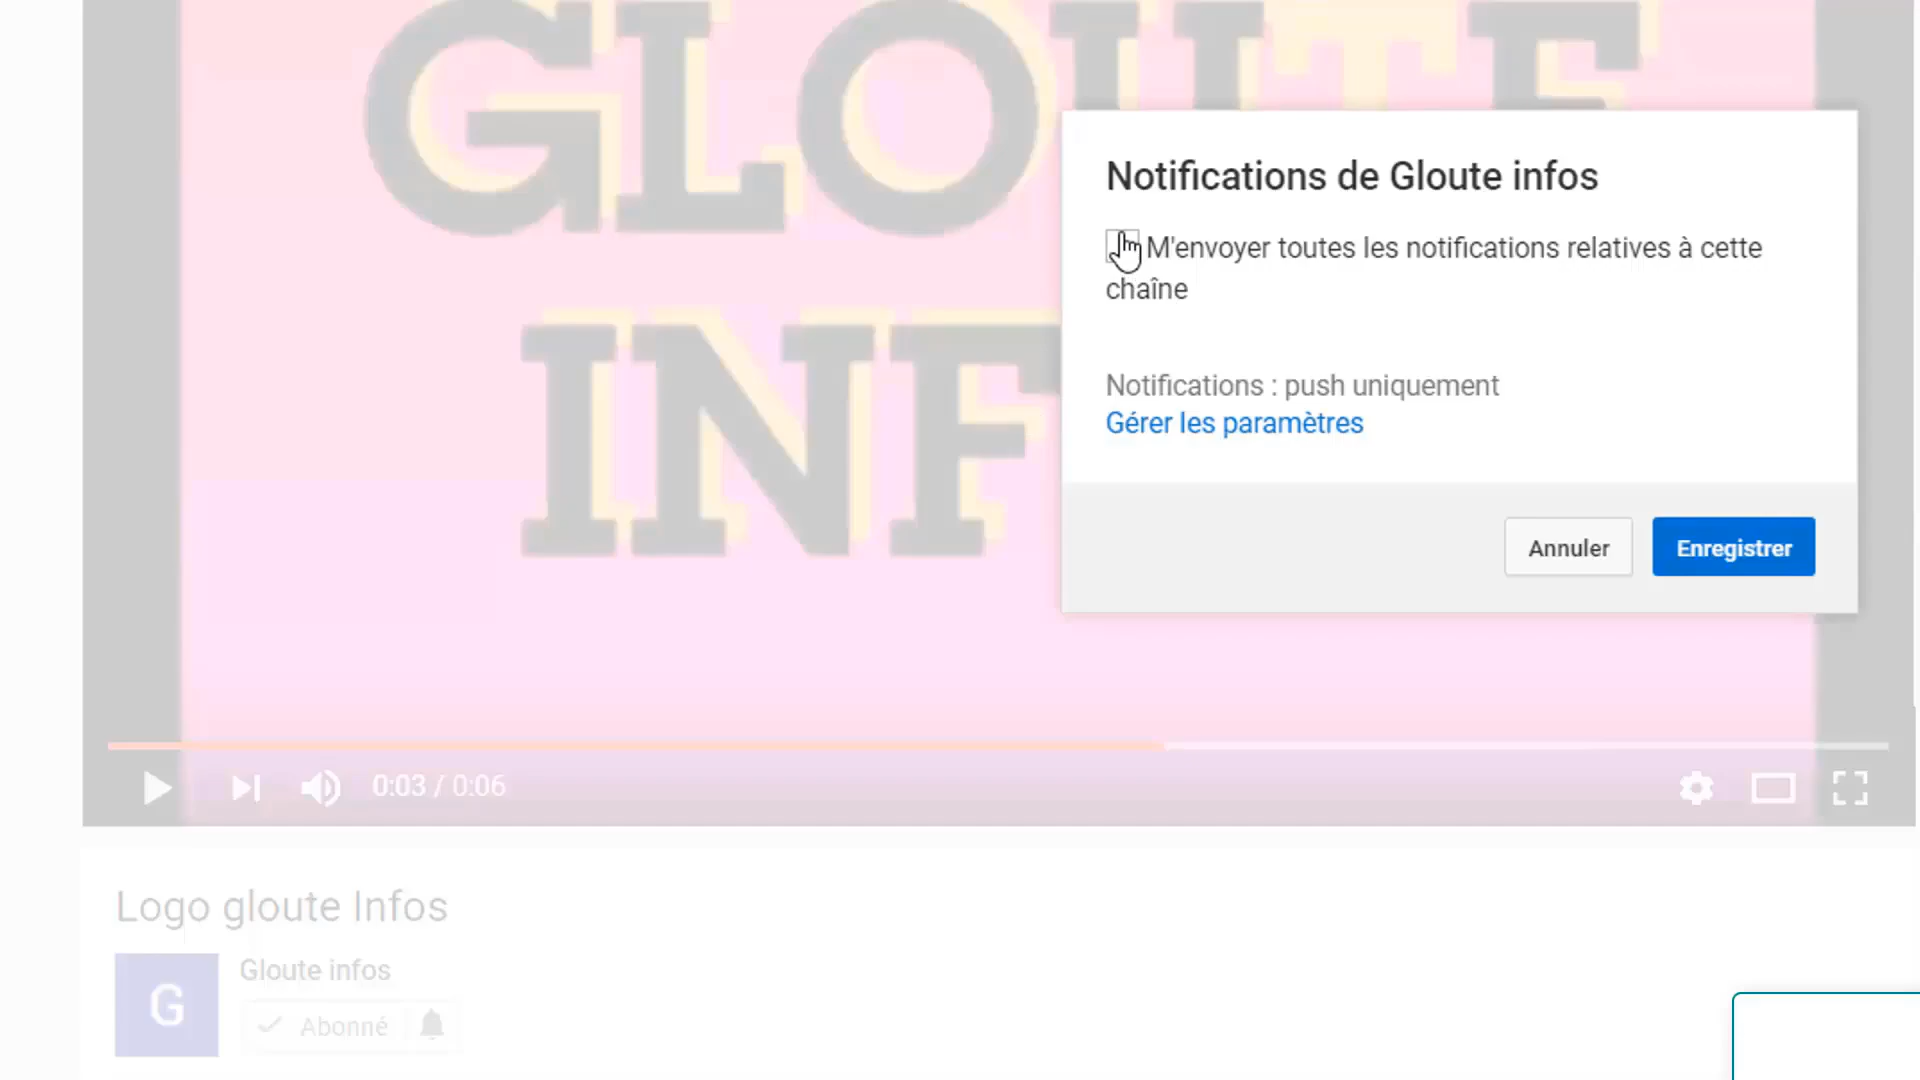 GLOUTE
INF
Notifications de Gloute infos
M'envoyer toutes les notifications relatives à cette
chaîne
Notifications : push uniquement
Gérer les paramètres
Annuler
Enregistrer
0:03 / 0:06
Logo gloute Infos
G
Gloute infos
Abonné